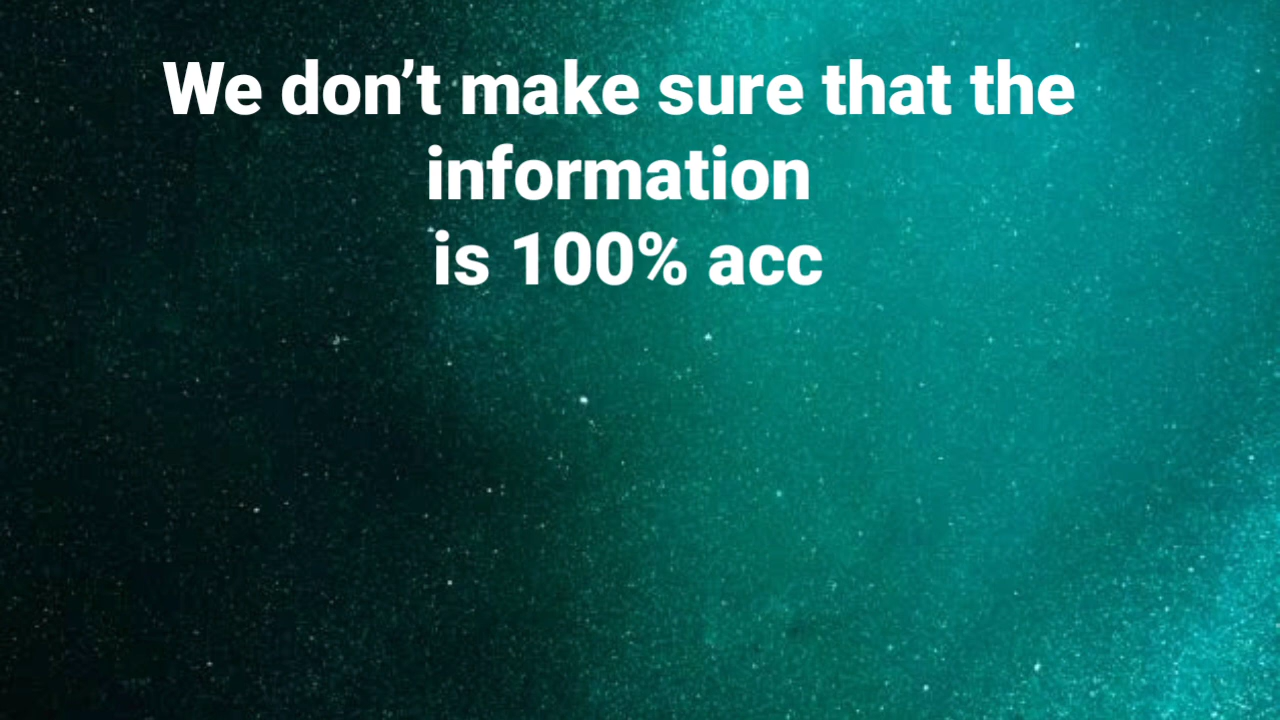 We don’t make sure that the
information
is 100% acc